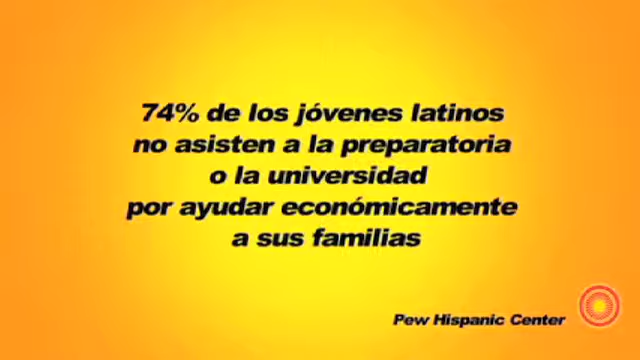 74% de los jóvenes latinos
no asisten a la preparatoria
o la universidad
por ayudar económicamente
a sus familias
Pew Hispanic Center